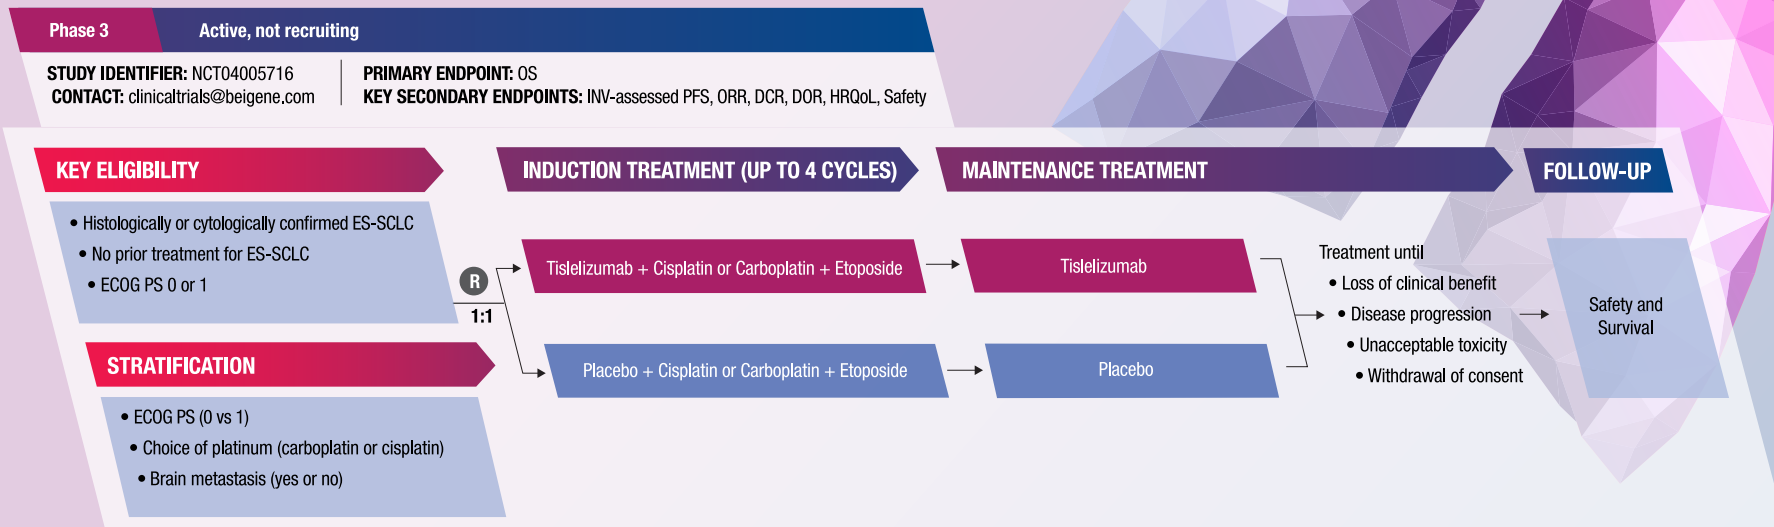 Phase 3
Active, not recruiting
STUDY IDENTIFIER: NCT04005716
CONTACT: clinicaltrials@beigene.com
PRIMARY ENDPOINT: OS
KEY SECONDARY ENDPOINTS: INV-assessed PFS, ORR, DCR, DOR, HRQoL, Safety
KEY ELIGIBILITY
• Histologically or cytologically confirmed ES-SCLC
• No prior treatment for ES-SCLC
• ECOG PS 0 or 1
STRATIFICATION
• ECOG PS (0 vs 1)
• Choice of platinum (carboplatin or cisplatin)
• Brain metastasis (yes or no)
R
1:1
INDUCTION TREATMENT (UP TO 4 CYCLES)
Tislelizumab + Cisplatin or Carboplatin + Etoposide
Placebo + Cisplatin or Carboplatin + Etoposide
MAINTENANCE TREATMENT
Tislelizumab
Placebo
Treatment until
• Loss of clinical benefit
• Disease progression
• Unacceptable toxicity
• Withdrawal of consent
FOLLOW-UP
Safety and
Survival